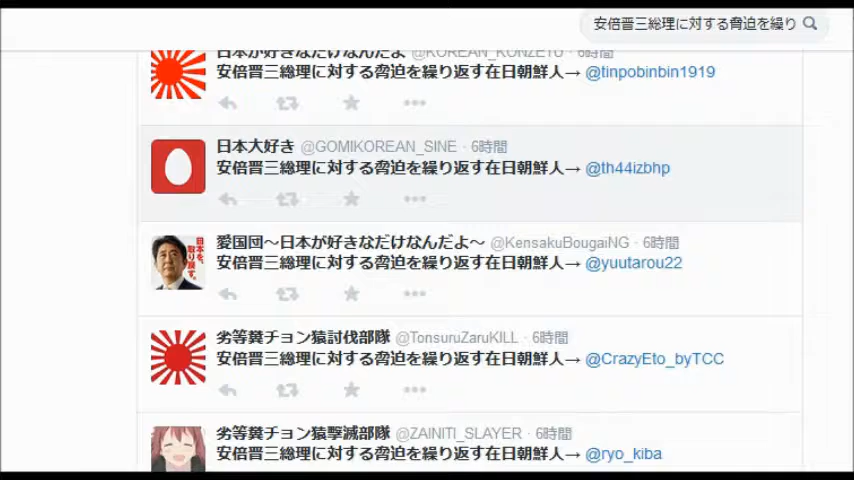 安倍晋三総理に対する脅迫を繰り
日本が好きなだけなんだよ @KOREAN_KONZETU · 6時間
安倍晋三総理に対する脅迫を繰り返す在日朝鮮人→ @tinpobinbin1919
日本大好き @GOMIKOREAN_SINE · 6時間
安倍晋三総理に対する脅迫を繰り返す在日朝鮮人→ @th44izbhp
愛国団〜日本が好きなだけなんだよ〜 @KensakuBougaiNG · 6時間
日本を、取り戻す。
安倍晋三総理に対する脅迫を繰り返す在日朝鮮人→ @yuutarou22
劣等糞チョン猿討伐部隊 @TonsuruZaruKILL · 6時間
安倍晋三総理に対する脅迫を繰り返す在日朝鮮人→ @CrazyEto_byTCC
劣等糞チョン猿撃滅部隊 @ZAINITI_SLAYER · 6時間
安倍晋三総理に対する脅迫を繰り返す在日朝鮮人→ @ryo_kiba